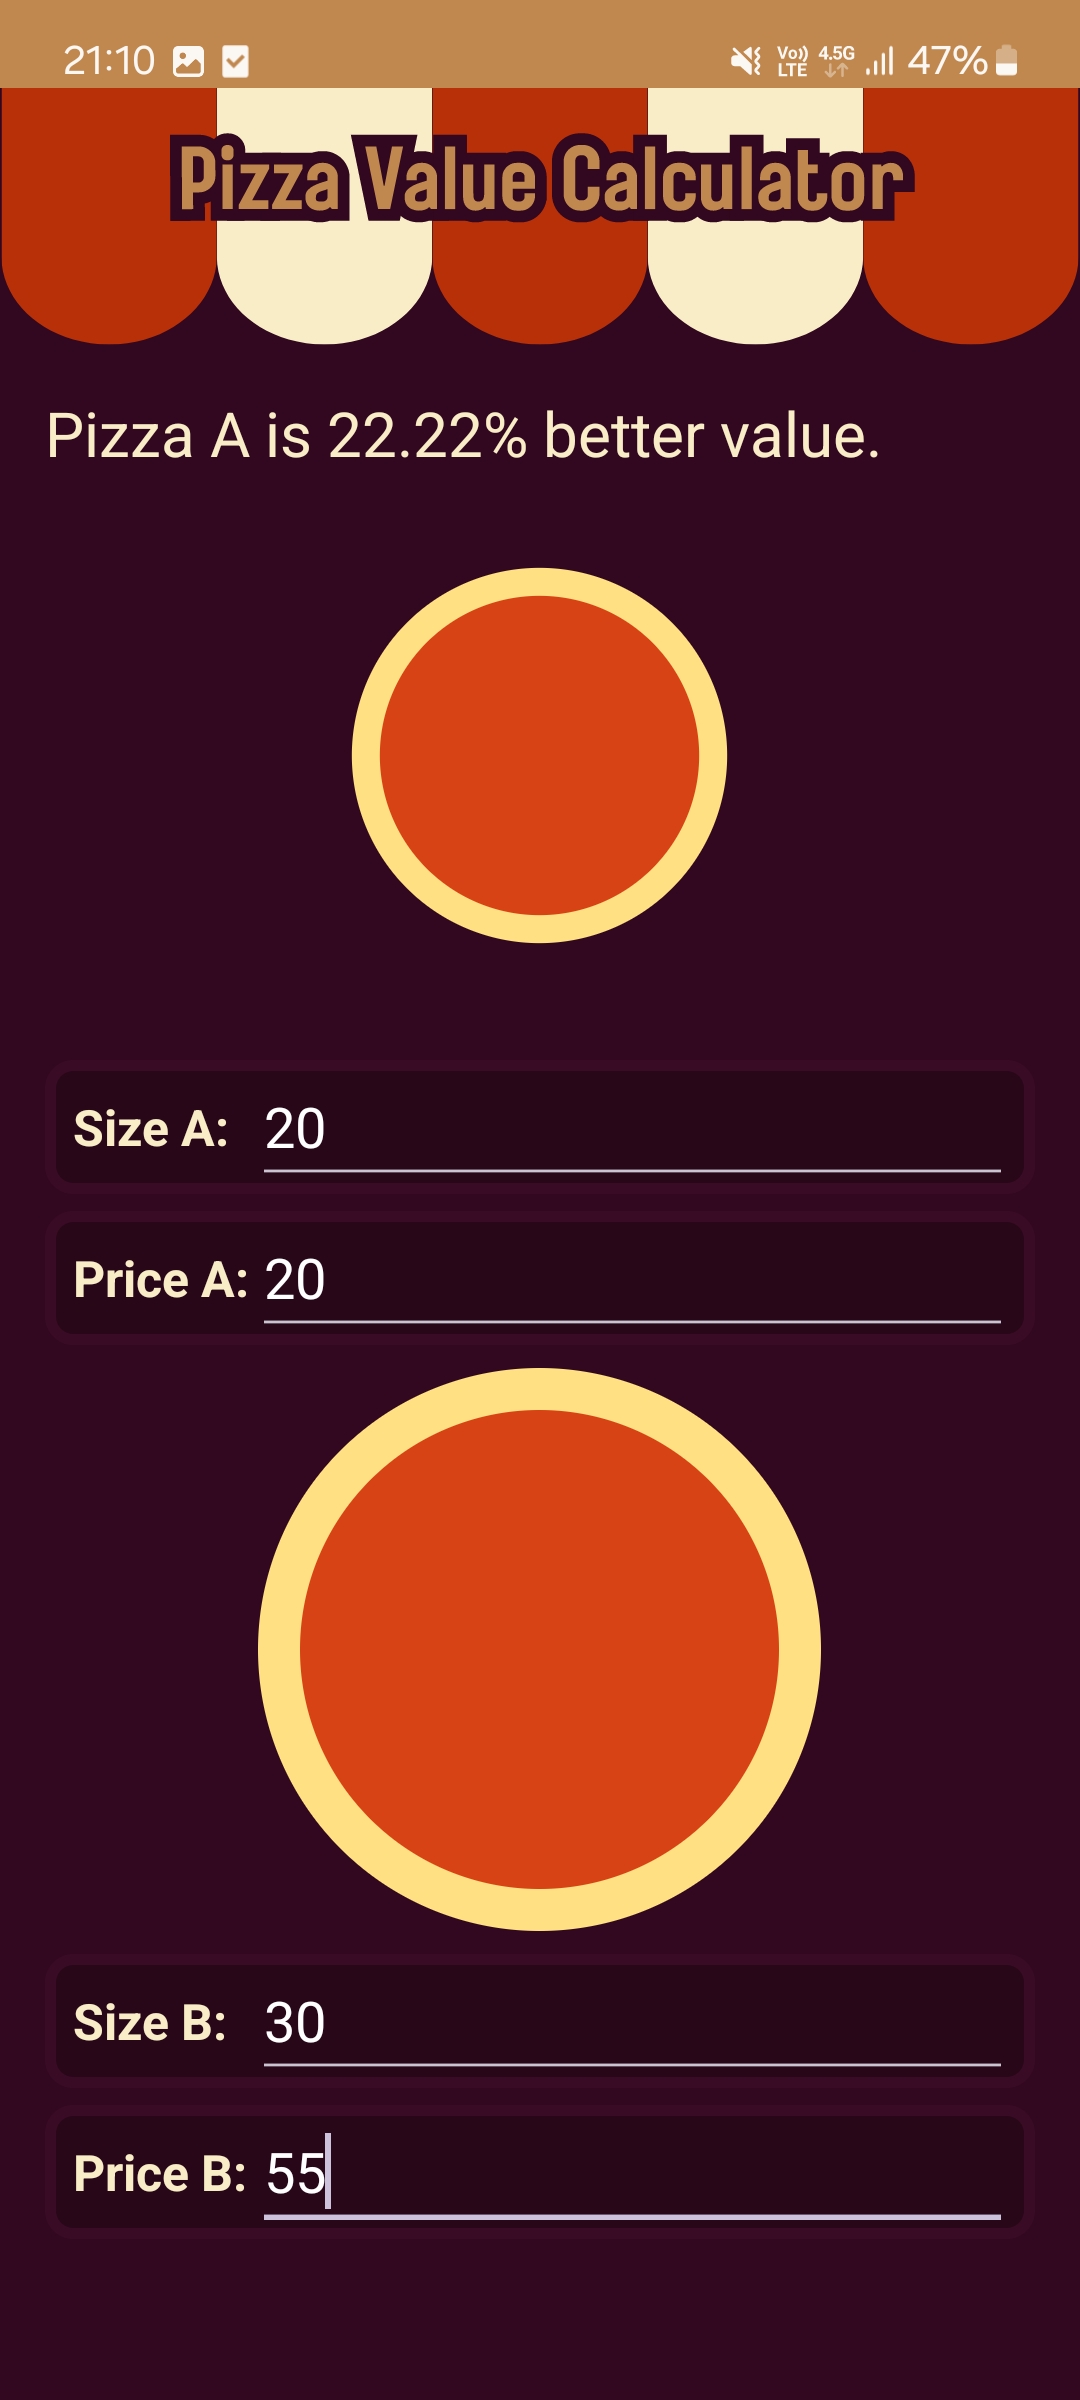 21:10 Vo)) LTE 4.5G 47%
Pizza Value Calculator
Pizza A is 22.22% better value.
Size A: 20
Price A: 20
Size B: 30
Price B: 55